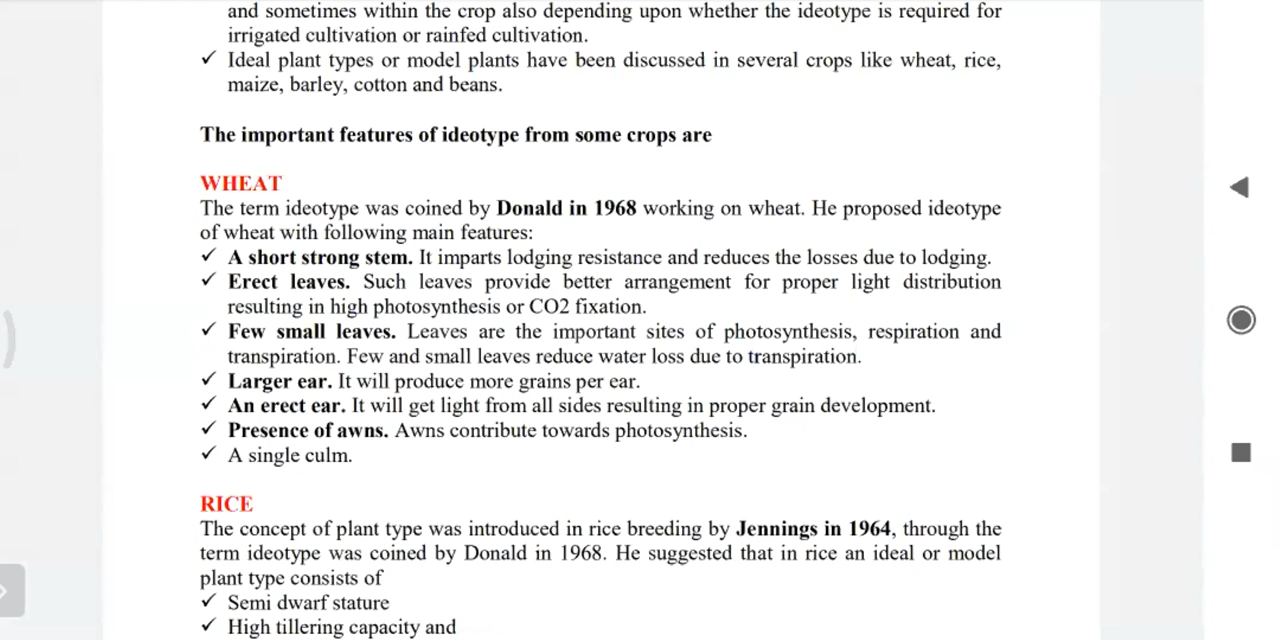 and sometimes within the crop also depending upon whether the ideotype is required for
irrigated cultivation or rainfed cultivation.
✓ Ideal plant types or model plants have been discussed in several crops like wheat, rice,
maize, barley, cotton and beans.
The important features of ideotype from some crops are
WHEAT
The term ideotype was coined by Donald in 1968 working on wheat. He proposed ideotype
of wheat with following main features:
✓ A short strong stem. It imparts lodging resistance and reduces the losses due to lodging.
✓ Erect leaves. Such leaves provide better arrangement for proper light distribution
resulting in high photosynthesis or CO2 fixation.
✓ Few small leaves. Leaves are the important sites of photosynthesis, respiration and
transpiration. Few and small leaves reduce water loss due to transpiration.
✓ Larger ear. It will produce more grains per ear.
✓ An erect ear. It will get light from all sides resulting in proper grain development.
✓ Presence of awns. Awns contribute towards photosynthesis.
✓ A single culm.
RICE
The concept of plant type was introduced in rice breeding by Jennings in 1964, through the
term ideotype was coined by Donald in 1968. He suggested that in rice an ideal or model
plant type consists of
✓ Semi dwarf stature
✓ High tillering capacity and